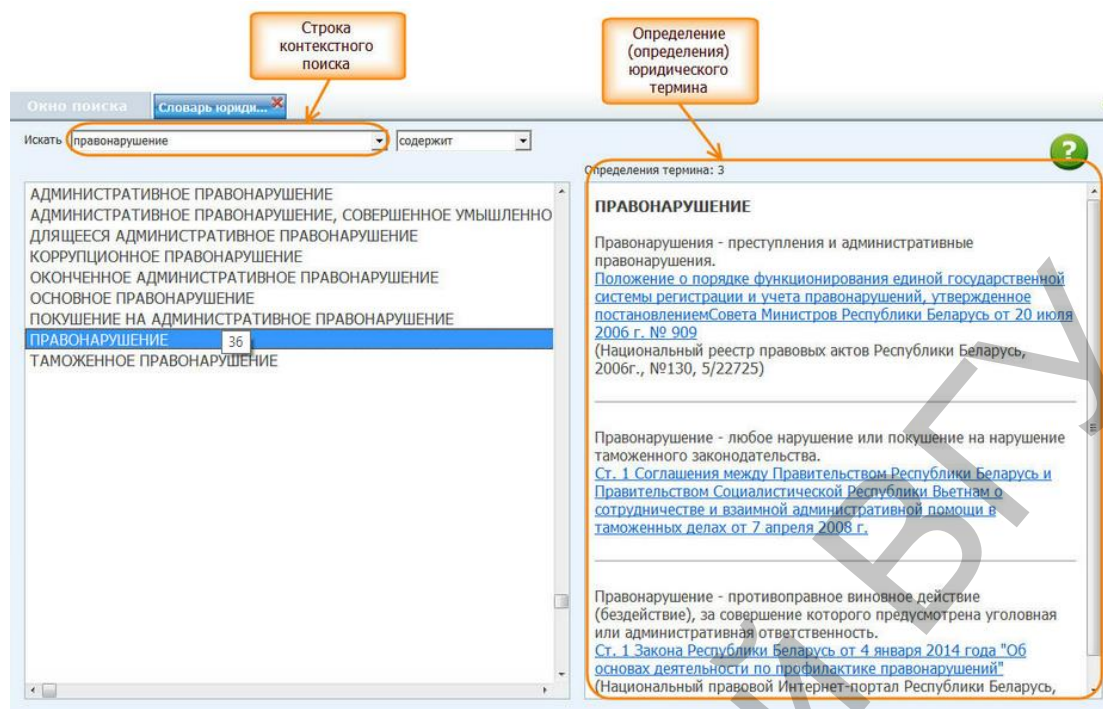 Строка
контекстного
поиска
Определение
(определения)
юридического
термина
Окно поиска
Словарь юриди...
Искать правонарушение содержит
?
Определения термина: 3
АДМИНИСТРАТИВНОЕ ПРАВОНАРУШЕНИЕ
АДМИНИСТРАТИВНОЕ ПРАВОНАРУШЕНИЕ, СОВЕРШЕННОЕ УМЫШЛЕННО
ДЛЯЩЕЕСЯ АДМИНИСТРАТИВНОЕ ПРАВОНАРУШЕНИЕ
КОРРУПЦИОННОЕ ПРАВОНАРУШЕНИЕ
ОКОНЧЕННОЕ АДМИНИСТРАТИВНОЕ ПРАВОНАРУШЕНИЕ
ОСНОВНОЕ ПРАВОНАРУШЕНИЕ
ПОКУШЕНИЕ НА АДМИНИСТРАТИВНОЕ ПРАВОНАРУШЕНИЕ
ПРАВОНАРУШЕНИЕ
36
ТАМОЖЕННОЕ ПРАВОНАРУШЕНИЕ
ПРАВОНАРУШЕНИЕ
Правонарушения - преступления и административные
правонарушения.
Положение о порядке функционирования единой государственной
системы регистрации и учета правонарушений, утвержденное
постановлениемСовета Министров Республики Беларусь от 20 июля
2006 г. № 909
(Национальный реестр правовых актов Республики Беларусь,
2006г., №130, 5/22725)
Правонарушение - любое нарушение или покушение на нарушение
таможенного законодательства.
Ст. 1 Соглашения между Правительством Республики Беларусь и
Правительством Социалистической Республики Вьетнам о
сотрудничестве и взаимной административной помощи в
таможенных делах от 7 апреля 2008 г.
Правонарушение - противоправное виновное действие
(бездействие), за совершение которого предусмотрена уголовная
или административная ответственность.
Ст. 1 Закона Республики Беларусь от 4 января 2014 года "Об
основах деятельности по профилактике правонарушений"
(Национальный правовой Интернет-портал Республики Беларусь,
Й ВГУ